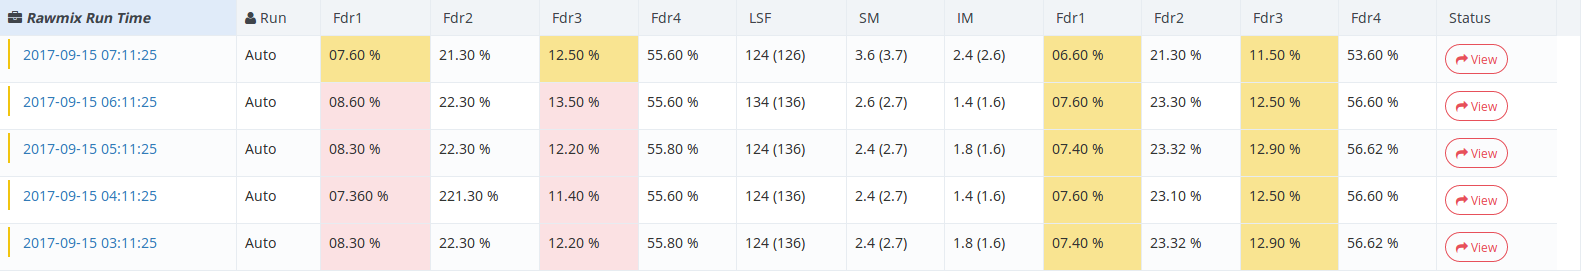 Rawmix Run Time Run Fdr1 Fdr2 Fdr3 Fdr4 LSF SM IM Fdr1 Fdr2 Fdr3 Fdr4 Status
2017-09-15 07:11:25 Auto 07.60 % 21.30 % 12.50 % 55.60 % 124 (126) 3.6 (3.7) 2.4 (2.6) 06.60 % 21.30 % 11.50 % 53.60 % View
2017-09-15 06:11:25 Auto 08.60 % 22.30 % 13.50 % 55.60 % 134 (136) 2.6 (2.7) 1.4 (1.6) 07.60 % 23.30 % 12.50 % 56.60 % View
2017-09-15 05:11:25 Auto 08.30 % 22.30 % 12.20 % 55.80 % 124 (136) 2.4 (2.7) 1.8 (1.6) 07.40 % 23.32 % 12.90 % 56.62 % View
2017-09-15 04:11:25 Auto 07.360 % 221.30 % 11.40 % 55.60 % 124 (136) 2.4 (2.7) 1.4 (1.6) 07.60 % 23.10 % 12.50 % 56.60 % View
2017-09-15 03:11:25 Auto 08.30 % 22.30 % 12.20 % 55.80 % 124 (136) 2.4 (2.7) 1.8 (1.6) 07.40 % 23.32 % 12.90 % 56.62 % View